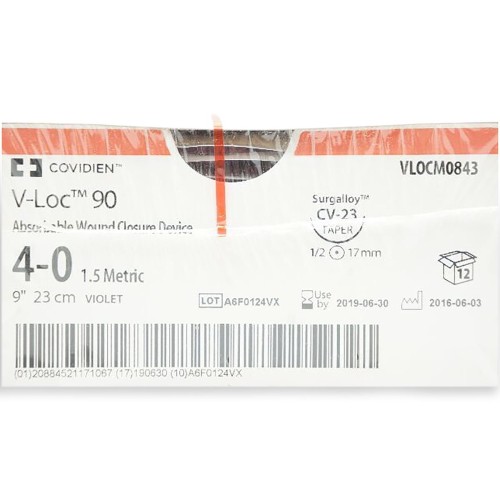 COVIDIEN™
VLOCM0843
V-Loc™ 90
Absorbable Wound Closure Device
Surgalloy™
CV-23
TAPER
1/2 17mm
4-0 1.5 Metric
9" 23 cm VIOLET
LOT A6F0124VX
Use by 2019-06-30
2016-06-03
12
(01)20884521171067 (17)190630 (10)A6F0124VX